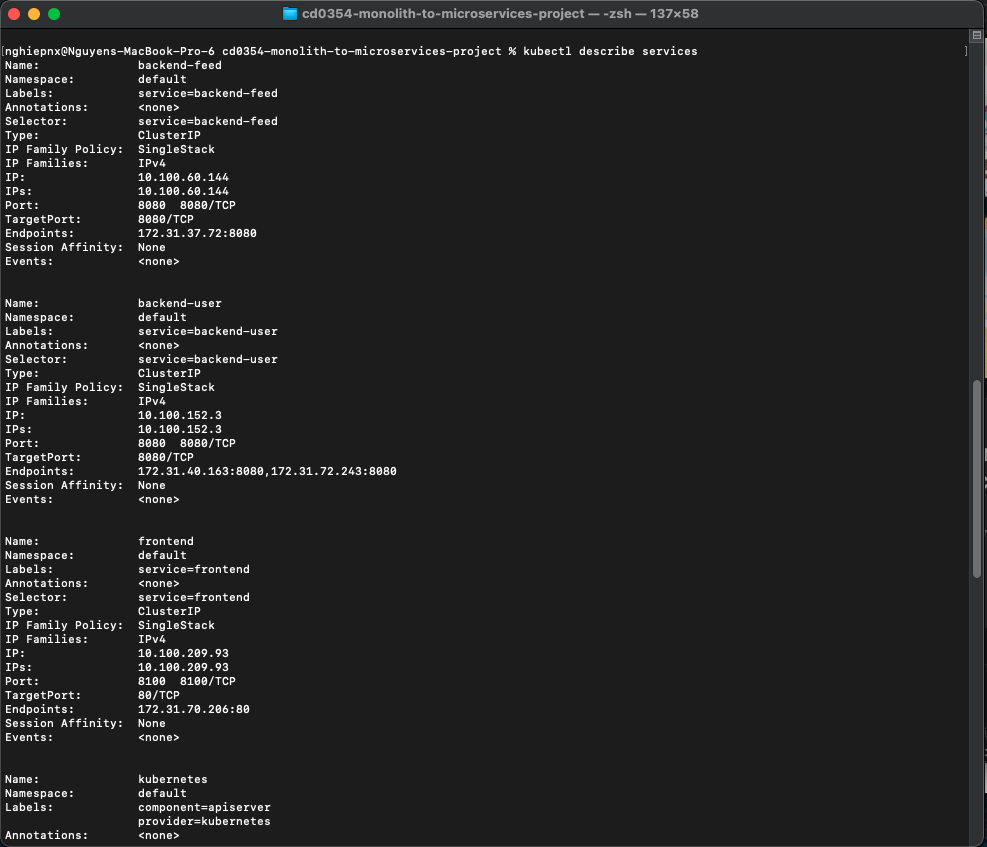 cd0354-monolith-to-microservices-project — -zsh — 137×58
[nghiepnx@Nguyens-MacBook-Pro-6 cd0354-monolith-to-microservices-project % kubectl describe services ]
Name: backend-feed
Namespace: default
Labels: service=backend-feed
Annotations: <none>
Selector: service=backend-feed
Type: ClusterIP
IP Family Policy: SingleStack
IP Families: IPv4
IP: 10.100.60.144
IPs: 10.100.60.144
Port: 8080 8080/TCP
TargetPort: 8080/TCP
Endpoints: 172.31.37.72:8080
Session Affinity: None
Events: <none>
Name: backend-user
Namespace: default
Labels: service=backend-user
Annotations: <none>
Selector: service=backend-user
Type: ClusterIP
IP Family Policy: SingleStack
IP Families: IPv4
IP: 10.100.152.3
IPs: 10.100.152.3
Port: 8080 8080/TCP
TargetPort: 8080/TCP
Endpoints: 172.31.40.163:8080,172.31.72.243:8080
Session Affinity: None
Events: <none>
Name: frontend
Namespace: default
Labels: service=frontend
Annotations: <none>
Selector: service=frontend
Type: ClusterIP
IP Family Policy: SingleStack
IP Families: IPv4
IP: 10.100.209.93
IPs: 10.100.209.93
Port: 8100 8100/TCP
TargetPort: 80/TCP
Endpoints: 172.31.70.206:80
Session Affinity: None
Events: <none>
Name: kubernetes
Namespace: default
Labels: component=apiserver
provider=kubernetes
Annotations: <none>